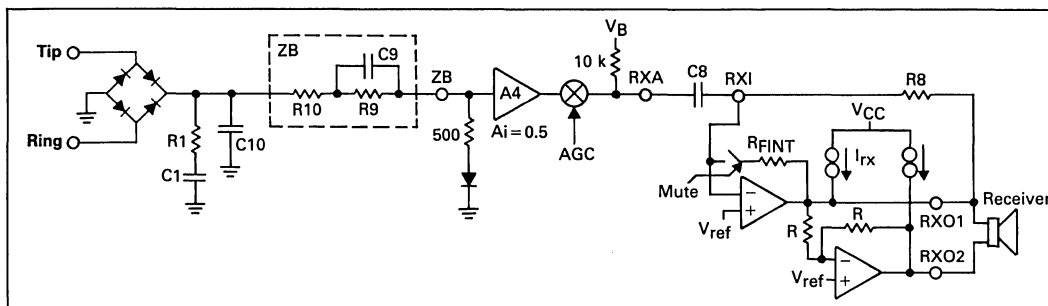 Tip
Ring
R1
C1
C10
ZB
R10
C9
R9
ZB
500
A4
Ai = 0.5
AGC
VB
10 k
RXA
C8
RXI
R8
VCC
Irx
RFINT
Mute
Vref
R
R
Vref
RXO1
RXO2
Receiver